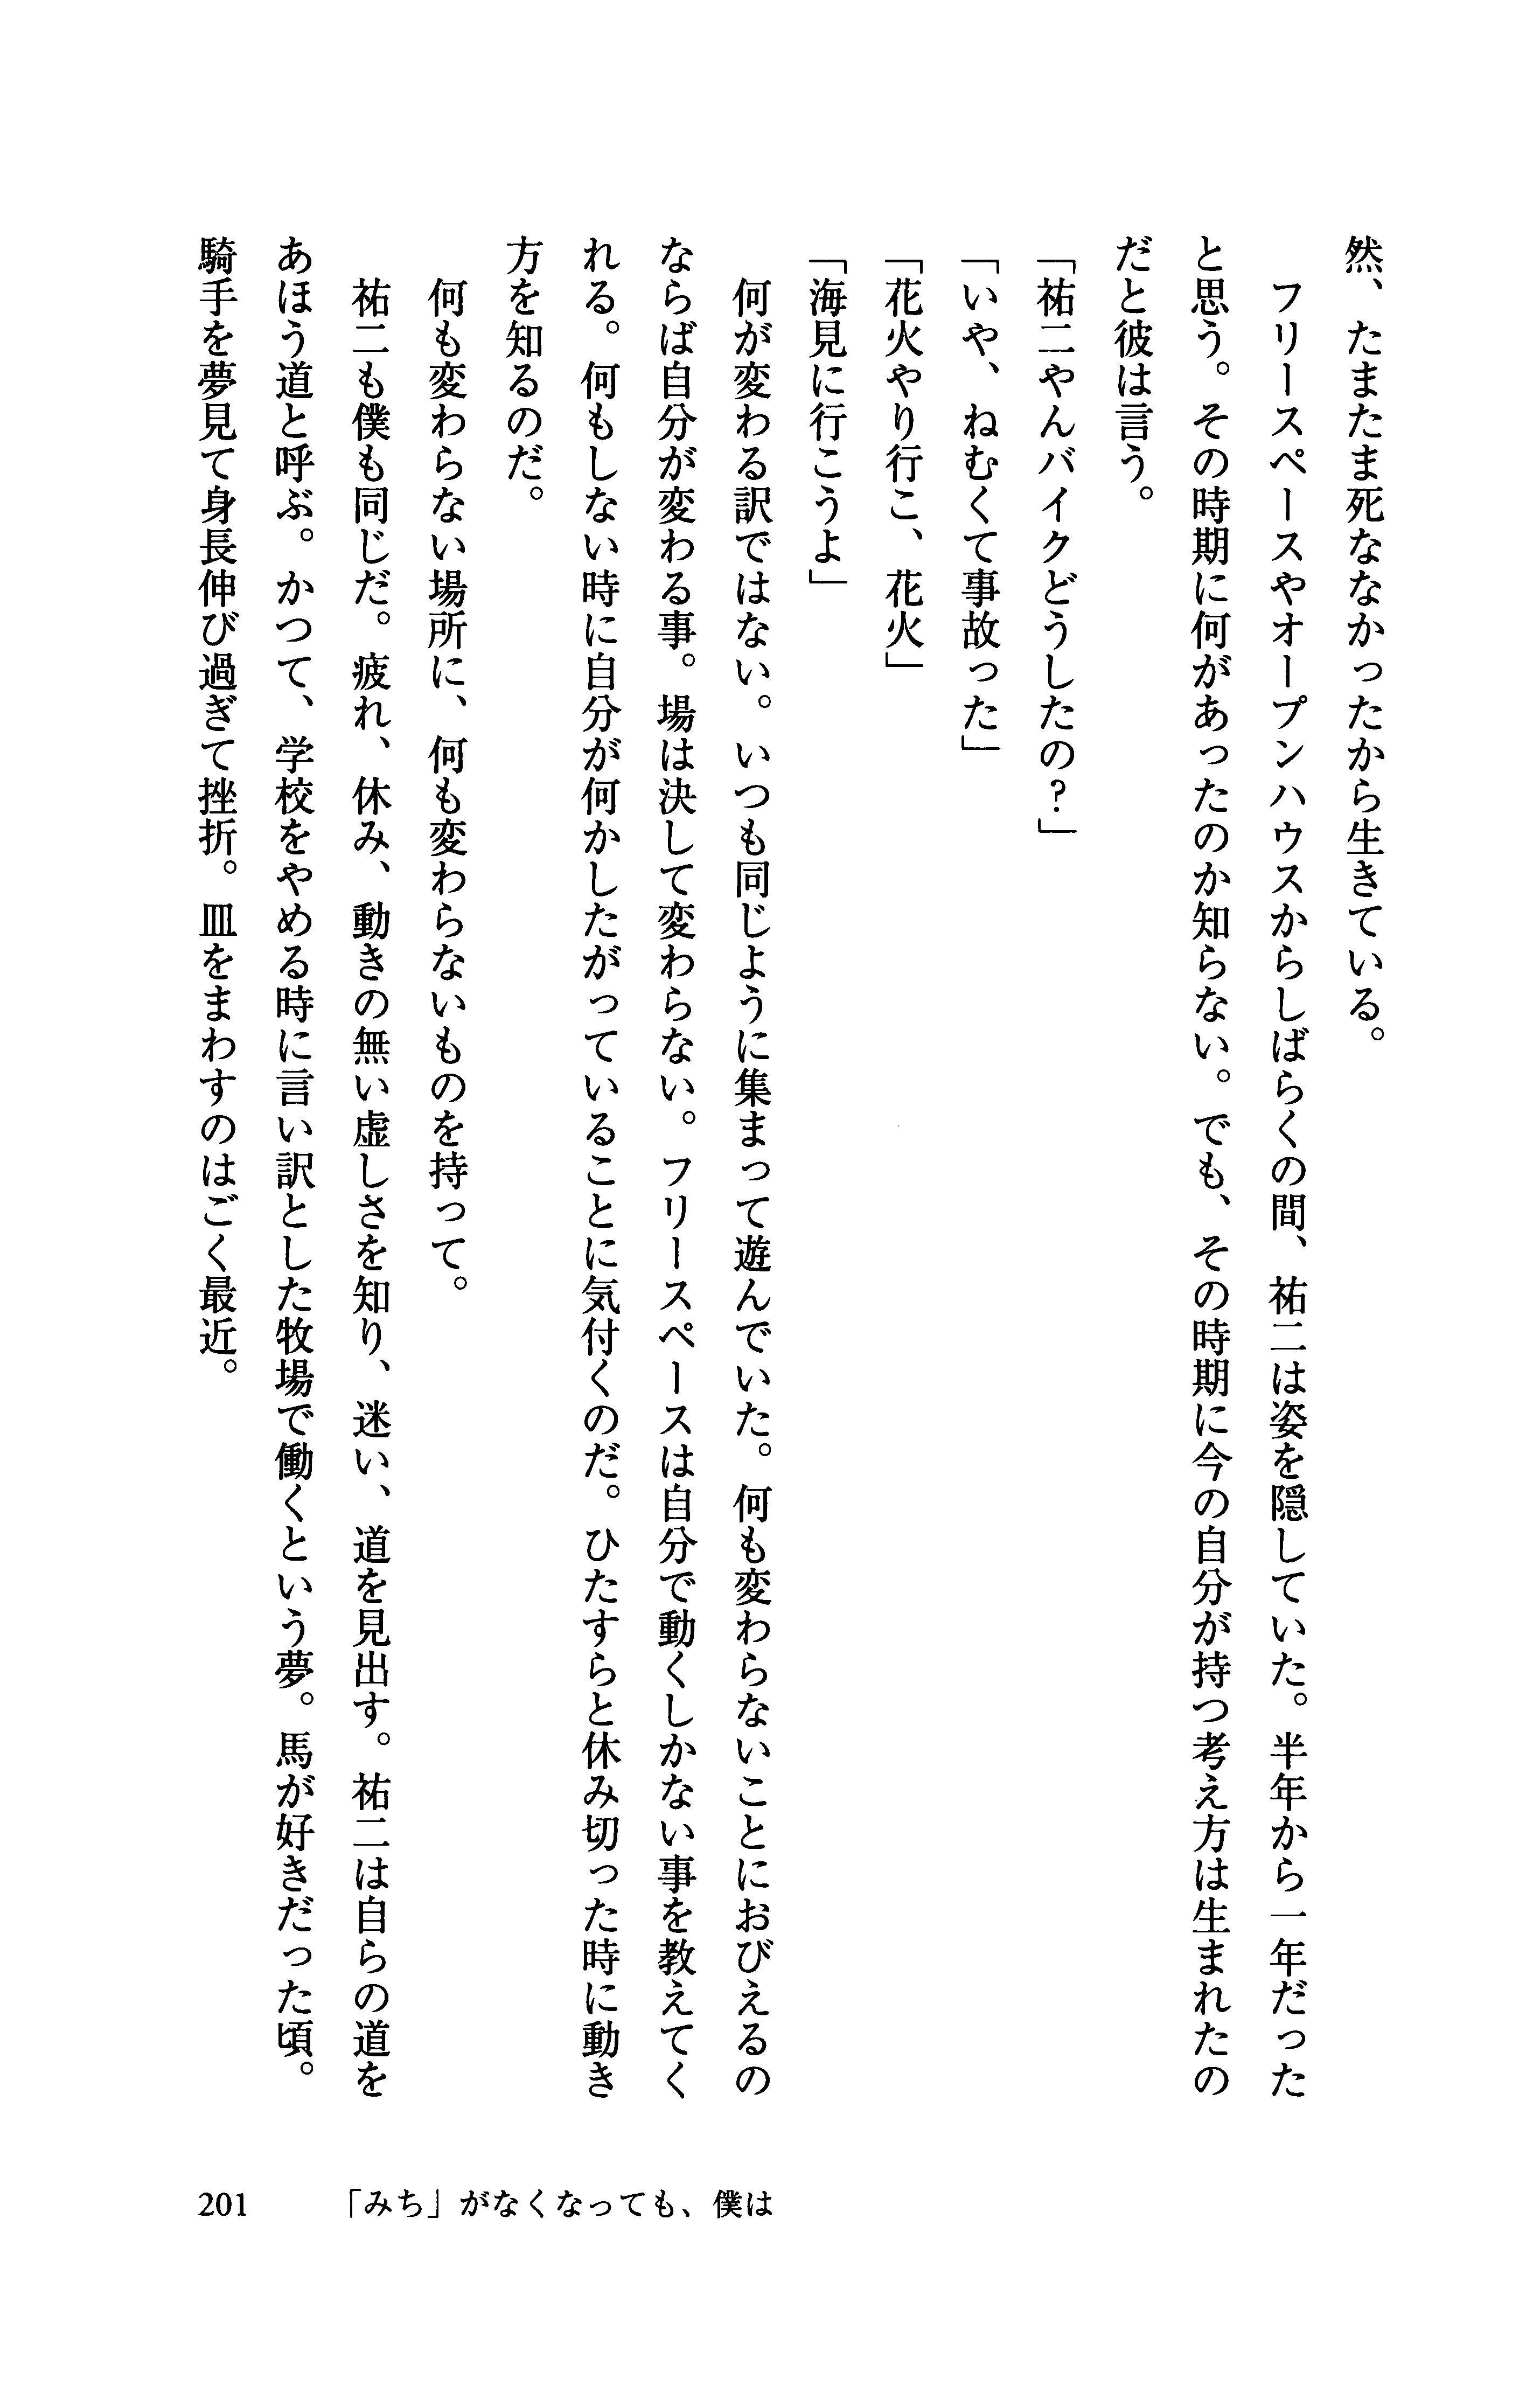 然、たまたま死ななかったから生きている。
フリースペースやオープンハウスからしばらくの間、祐二は姿を隠していた。半年から一年だった
と思う。その時期に何があったのか知らない。でも、その時期に今の自分が持つ考え方は生まれたの
だと彼は言う。
「祐二やんバイクどうしたの？」
「いや、ねむくて事故った」
「花火やり行こ、花火」
「海見に行こうよ」
何が変わる訳ではない。いつも同じように集まって遊んでいた。何も変わらないことにおびえるの
ならば自分が変わる事。場は決して変わらない。フリースペースは自分で動くしかない事を教えてく
れる。何もしない時に自分が何かしたがっていることに気付くのだ。ひたすらと休み切った時に動き
方を知るのだ。
何も変わらない場所に、何も変わらないものを持って。
祐二も僕も同じだ。疲れ、休み、動きの無い虚しさを知り、迷い、道を見出す。祐二は自らの道を
あほう道と呼ぶ。かつて、学校をやめる時に言い訳とした牧場で働くという夢。馬が好きだった頃。
騎手を夢見て身長伸び過ぎて挫折。皿をまわすのはごく最近。
201 「みち」がなくなっても、僕は